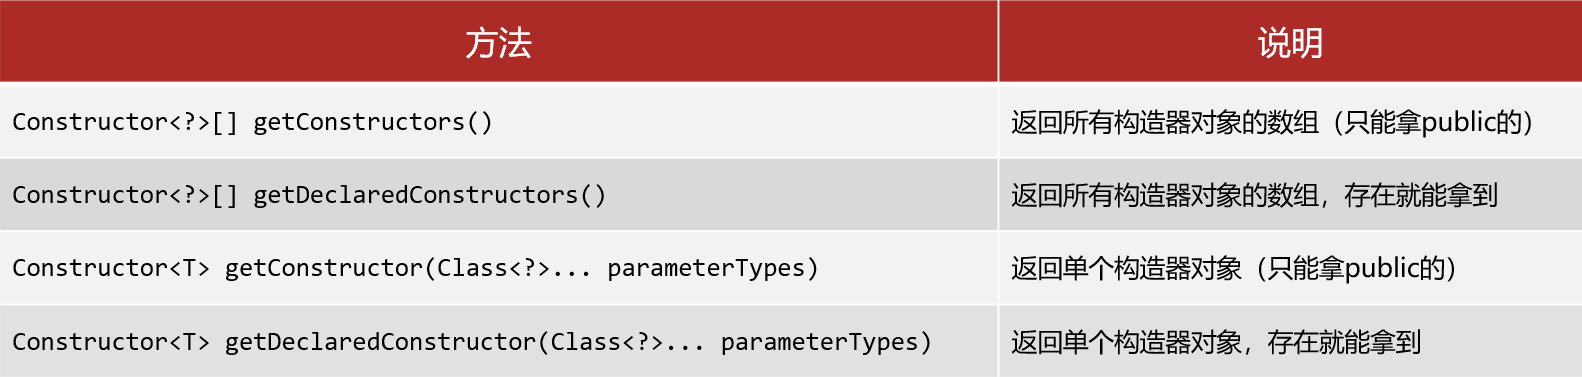 方法 说明
Constructor<?>[] getConstructors() 返回所有构造器对象的数组（只能拿public的）
Constructor<?>[] getDeclaredConstructors() 返回所有构造器对象的数组，存在就能拿到
Constructor<T> getConstructor(Class<?>... parameterTypes) 返回单个构造器对象（只能拿public的）
Constructor<T> getDeclaredConstructor(Class<?>... parameterTypes) 返回单个构造器对象，存在就能拿到